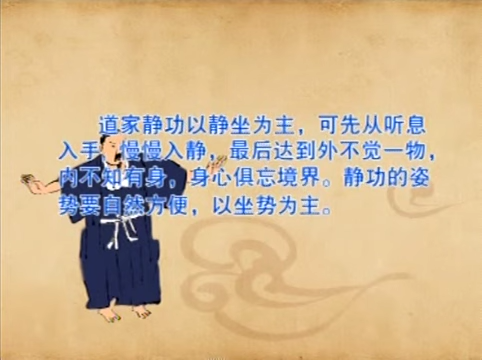 道家静功以静坐为主，可先从听息
入手，慢慢入静，最后达到外不觉一物，
内不知有身，身心俱忘境界。静功的姿
势要自然方便，以坐势为主。